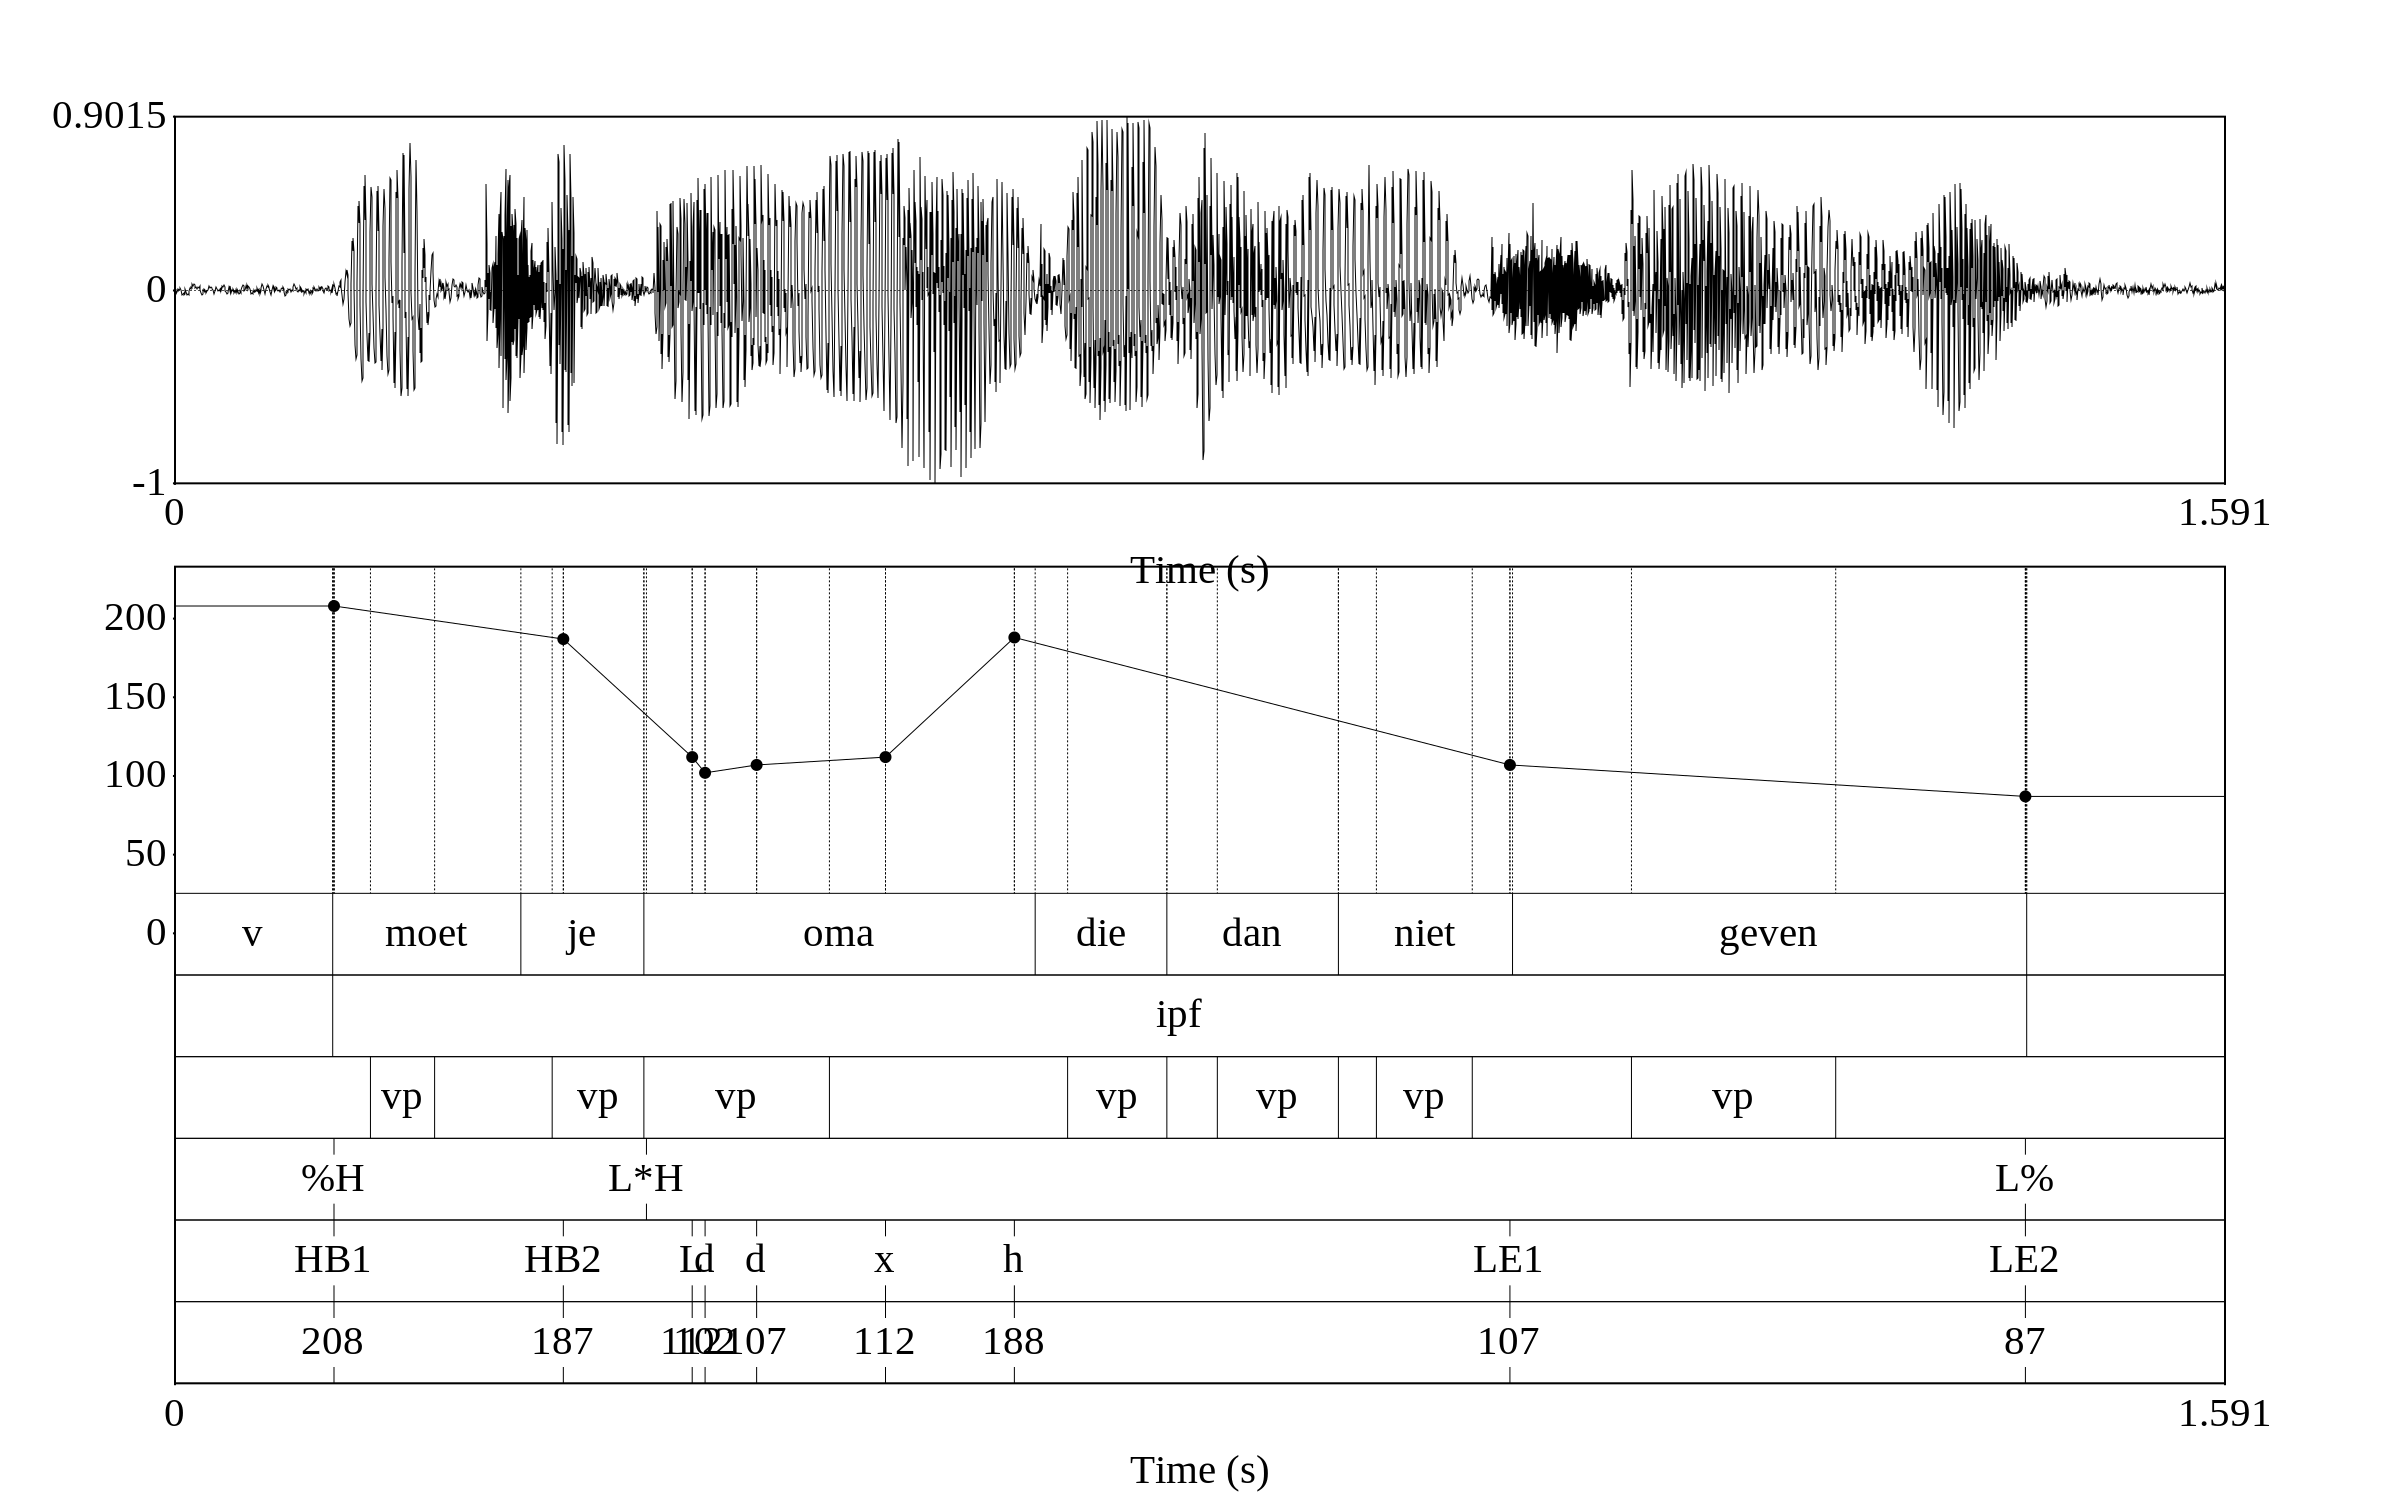 0.9015
0
-1
0 1.591
Time (s)
200
150
100
50
0
v moet je oma die dan niet geven
ipf
vp vp vp vp vp vp vp
%H L*H L%
HB1 HB2 L d d x h LE1 LE2
208 187 112 102 107 112 188 107 87
0 1.591
Time (s)